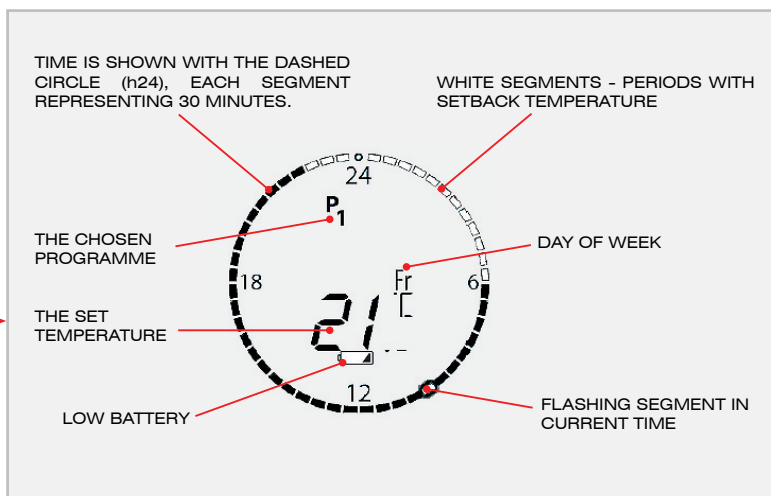 TIME IS SHOWN WITH THE DASHED
CIRCLE (h24), EACH SEGMENT
REPRESENTING 30 MINUTES.
WHITE SEGMENTS - PERIODS WITH
SETBACK TEMPERATURE
24
P1
THE CHOSEN
PROGRAMME
DAY OF WEEK
Fr
18
6
°C
THE SET
TEMPERATURE
21
12
LOW BATTERY
FLASHING SEGMENT IN
CURRENT TIME